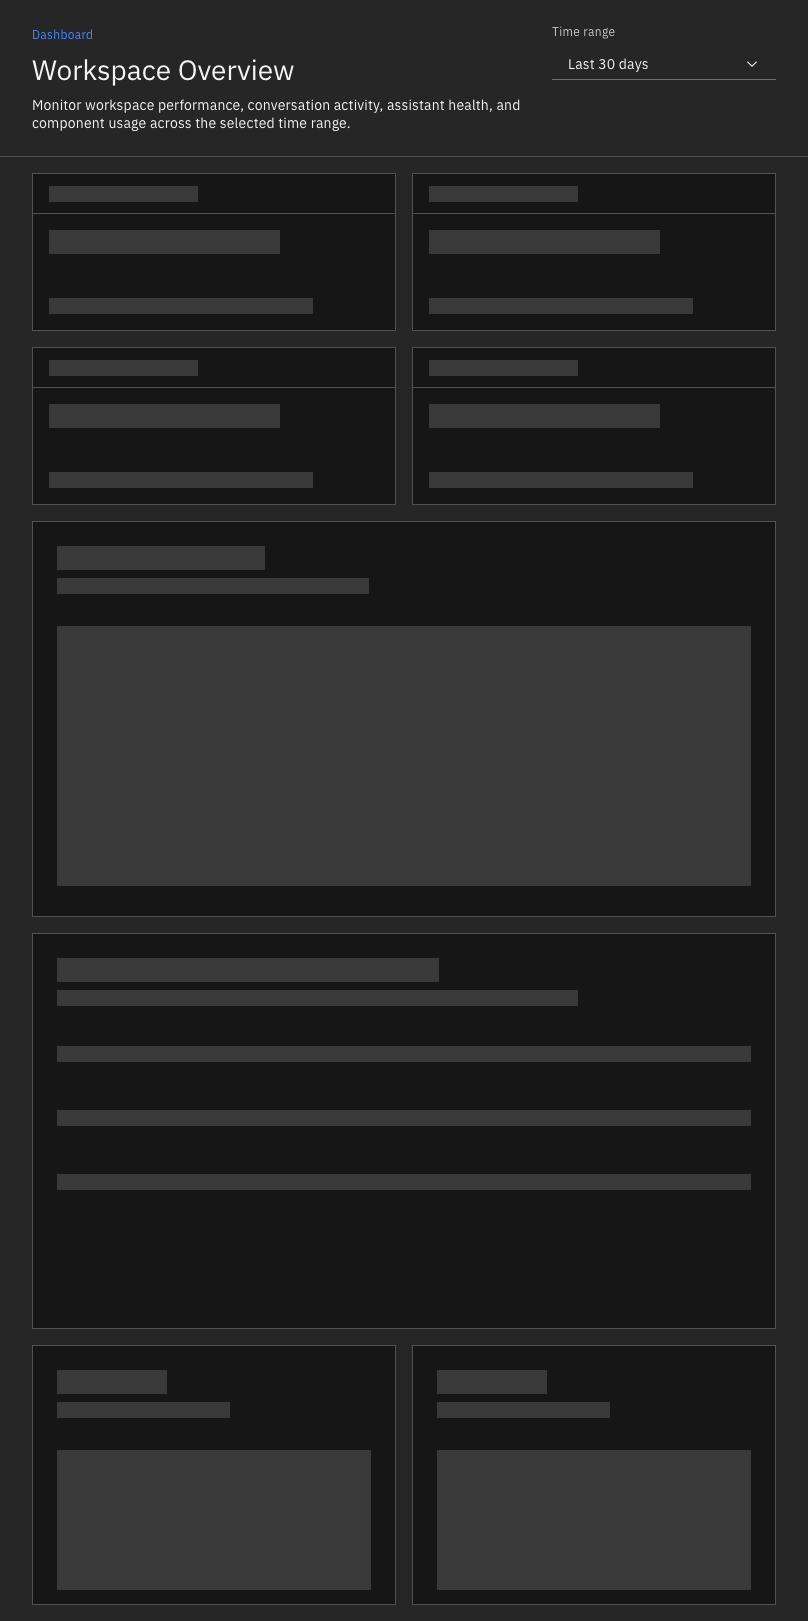 Dashboard
Workspace Overview
Monitor workspace performance, conversation activity, assistant health, and
component usage across the selected time range.
Time range
Last 30 days